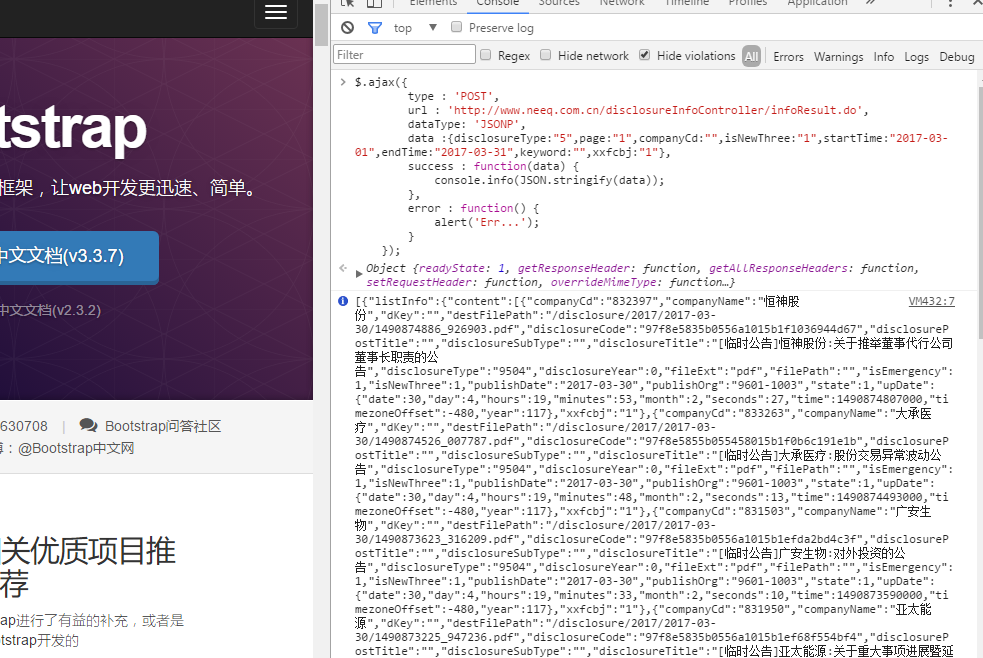 Elements Console Sources Network Timeline Profiles Application »
top ▼ Preserve log
Filter Regex Hide network Hide violations All Errors Warnings Info Logs Debug
tstrap
框架，让web开发更迅速、简单。
中文文档(v3.3.7)
中文文档(v2.3.2)
630708 | Bootstrap问答社区
：@Bootstrap中文网
关优质项目推
荐
ap进行了有益的补充，或者是
otstrap开发的
> $.ajax({
type : 'POST',
url : 'http://www.neeq.com.cn/disclosureInfoController/infoResult.do',
dataType: 'JSONP',
data :{disclosureType:"5",page:"1",companyCd:"",isNewThree:"1",startTime:"2017-03-
01",endTime:"2017-03-31",keyword:"",xxfcbj:"1"},
success : function(data) {
console.info(JSON.stringify(data));
},
error : function() {
alert('Err...');
}
});
Object {readyState: 1, getResponseHeader: function, getAllResponseHeaders: function,
setRequestHeader: function, overrideMimeType: function…}
[{"listInfo":{"content":[{"companyCd":"832397","companyName":"恒神股 VM432:7
份","dKey":"","destFilePath":"/disclosure/2017/2017-03-
30/1490874886_926903.pdf","disclosureCode":"97f8e5835b0556a1015b1f1036944d67","disclosureP
ostTitle":"","disclosureSubType":"","disclosureTitle":"[临时公告]恒神股份:关于推举董事代行公司
董事长职责的公
告","disclosureType":"9504","disclosureYear":0,"fileExt":"pdf","filePath":"","isEmergency":
1,"isNewThree":1,"publishDate":"2017-03-30","publishOrg":"9601-1003","state":1,"upDate":
{"date":30,"day":4,"hours":19,"minutes":53,"month":2,"seconds":27,"time":1490874807000,"ti
mezoneOffset":-480,"year":117},"xxfcbj":"1"},{"companyCd":"833263","companyName":"大承医
疗","dKey":"","destFilePath":"/disclosure/2017/2017-03-
30/1490874526_007787.pdf","disclosureCode":"97f8e5855b0555458015b1f0b6c191e1b","disclosureP
ostTitle":"","disclosureSubType":"","disclosureTitle":"[临时公告]大承医疗:股份交易异常波动公
告","disclosureType":"9504","disclosureYear":0,"fileExt":"pdf","filePath":"","isEmergency":
1,"isNewThree":1,"publishDate":"2017-03-30","publishOrg":"9601-1003","state":1,"upDate":
{"date":30,"day":4,"hours":19,"minutes":48,"month":2,"seconds":13,"time":1490874493000,"ti
mezoneOffset":-480,"year":117},"xxfcbj":"1"},{"companyCd":"831503","companyName":"广安生
物","dKey":"","destFilePath":"/disclosure/2017/2017-03-
30/1490873623_316209.pdf","disclosureCode":"97f8e5835b0556a1015b1efda2bd4c3f","disclosureP
ostTitle":"","disclosureSubType":"","disclosureTitle":"[临时公告]广安生物:对外投资的公
告","disclosureType":"9504","disclosureYear":0,"fileExt":"pdf","filePath":"","isEmergency":
1,"isNewThree":1,"publishDate":"2017-03-30","publishOrg":"9601-1003","state":1,"upDate":
{"date":30,"day":4,"hours":19,"minutes":33,"month":2,"seconds":10,"time":1490873590000,"ti
mezoneOffset":-480,"year":117},"xxfcbj":"1"},{"companyCd":"831950","companyName":"亚太能
源","dKey":"","destFilePath":"/disclosure/2017/2017-03-
30/1490873225_947236.pdf","disclosureCode":"97f8e5835b0556a1015b1ef68f554bf4","disclosureP
ostTitle":"","disclosureSubType":"","disclosureTitle":"[临时公告]亚太能源:关于重大事项进展暨延